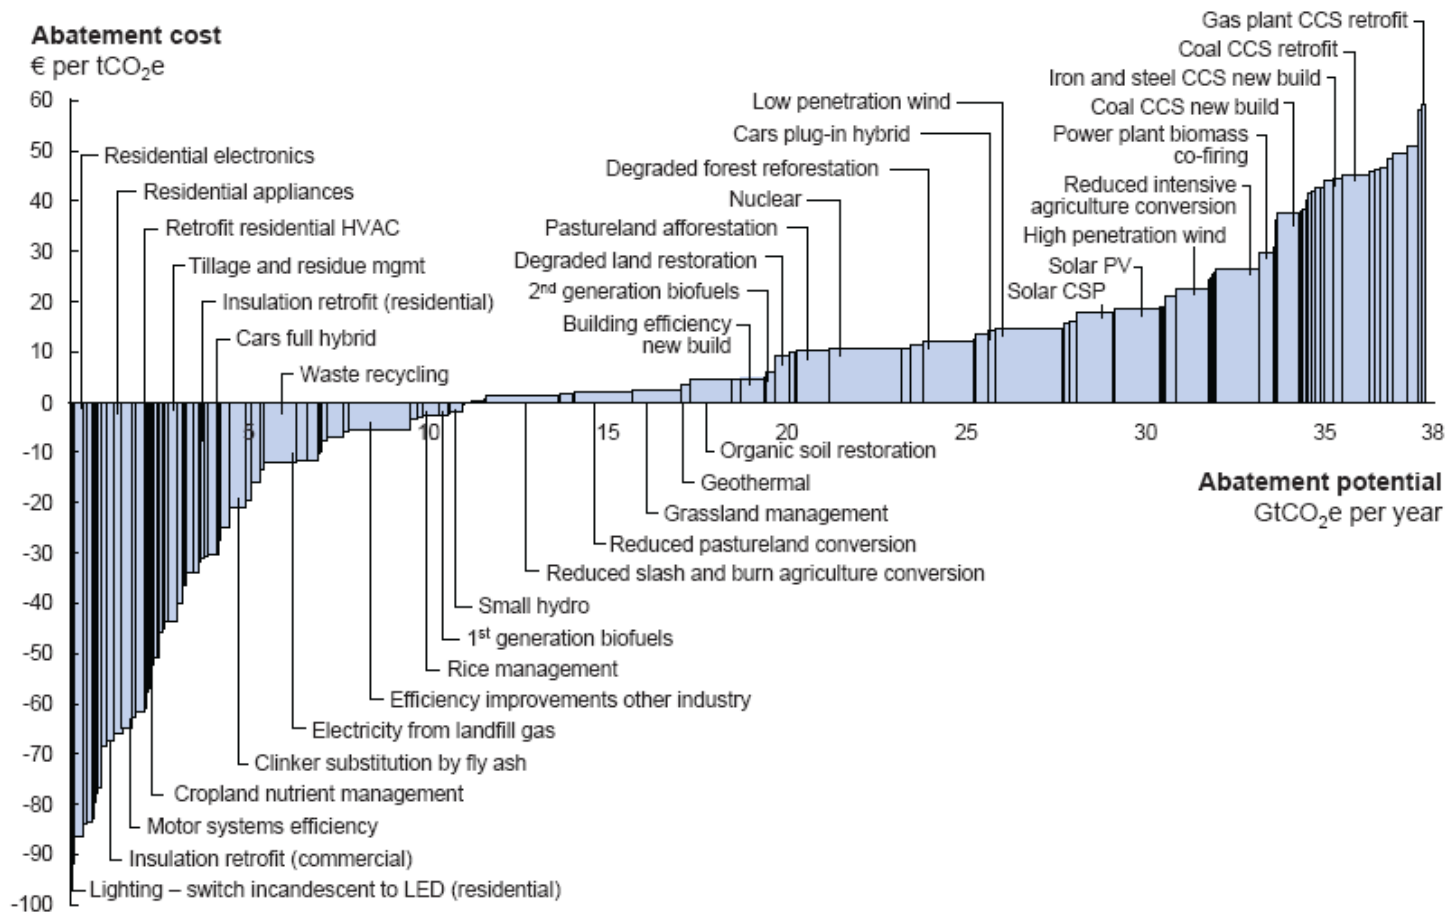 Abatement cost
€ per tCO₂e
60
50
40
30
20
10
0
-10
-20
-30
-40
-50
-60
-70
-80
-90
-100
Residential electronics
Residential appliances
Retrofit residential HVAC
Tillage and residue mgmt
Insulation retrofit (residential)
Cars full hybrid
Waste recycling
Gas plant CCS retrofit
Coal CCS retrofit
Iron and steel CCS new build
Coal CCS new build
Power plant biomass
co-firing
Reduced intensive
agriculture conversion
High penetration wind
Solar PV
Solar CSP
Low penetration wind
Cars plug-in hybrid
Degraded forest reforestation
Nuclear
Pastureland afforestation
Degraded land restoration
2nd generation biofuels
Building efficiency
new build
5
10
15
20
25
30
35
38
Abatement potential
GtCO₂e per year
Organic soil restoration
Geothermal
Grassland management
Reduced pastureland conversion
Reduced slash and burn agriculture conversion
Small hydro
1st generation biofuels
Rice management
Efficiency improvements other industry
Electricity from landfill gas
Clinker substitution by fly ash
Cropland nutrient management
Motor systems efficiency
Insulation retrofit (commercial)
Lighting – switch incandescent to LED (residential)